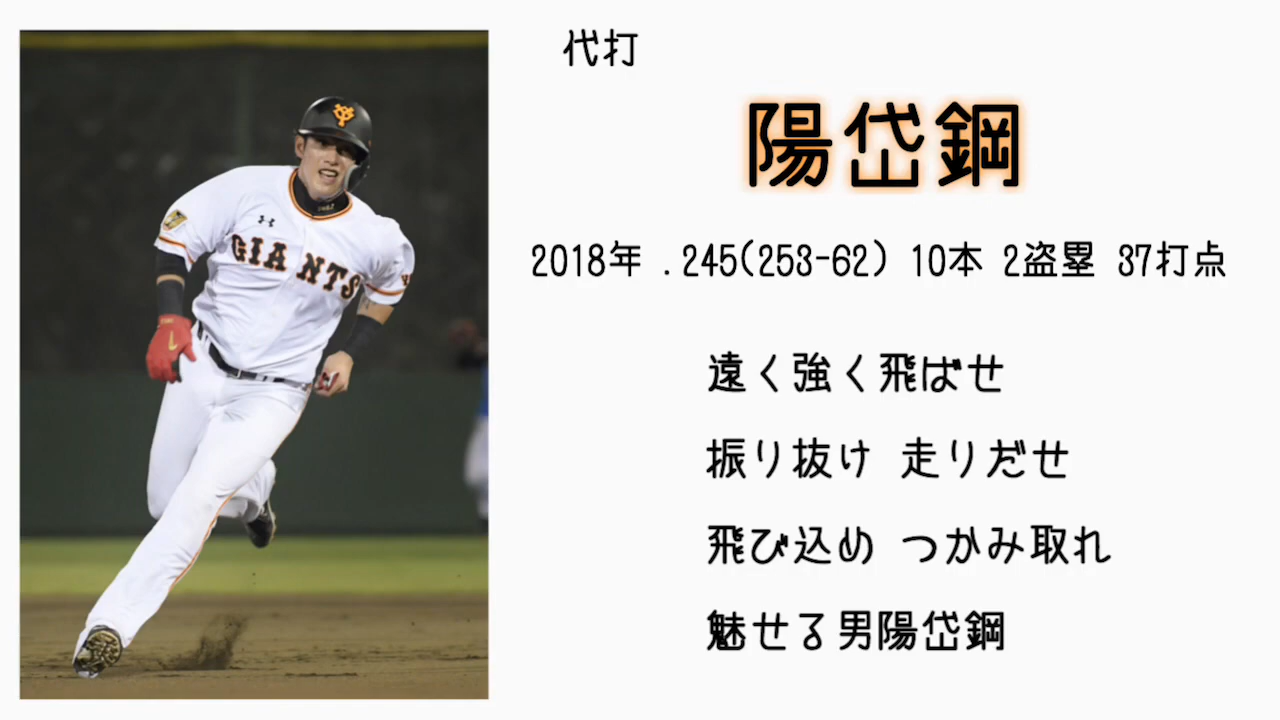 代打
陽岱鋼
2018年 .245(253-62) 10本 2盗塁 37打点
遠く強く飛ばせ
振り抜け 走りだせ
飛び込め つかみ取れ
魅せる男陽岱鋼
GIANTS